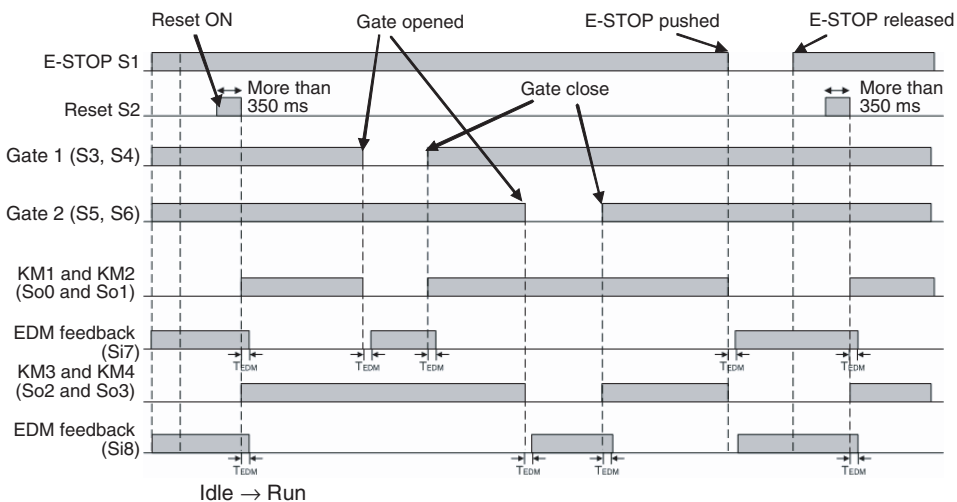 Reset ON
Gate opened
E-STOP pushed
E-STOP released
E-STOP S1
Reset S2
More than
350 ms
Gate close
More than
350 ms
Gate 1 (S3, S4)
Gate 2 (S5, S6)
KM1 and KM2
(So0 and So1)
EDM feedback
(Si7)
TEDM
TEDM
TEDM
TEDM
TEDM
KM3 and KM4
(So2 and So3)
EDM feedback
(Si8)
TEDM
TEDM
TEDM
TEDM
Idle → Run